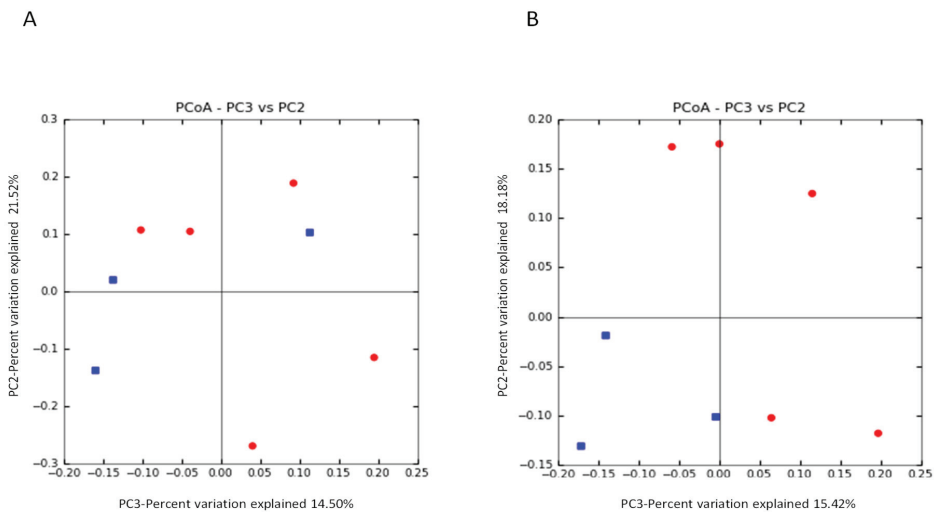 A
B
PCoA - PC3 vs PC2
0.3
0.2
0.1
0.0
−0.1
−0.2
−0.3
−0.20 −0.15 −0.10 −0.05 0.00 0.05 0.10 0.15 0.20 0.25
PC2-Percent variation explained 21.52%
PC3-Percent variation explained 14.50%
PCoA - PC3 vs PC2
0.20
0.15
0.10
0.05
0.00
−0.05
−0.10
−0.15
−0.20 −0.15 −0.10 −0.05 0.00 0.05 0.10 0.15 0.20 0.25
PC2-Percent variation explained 18.18%
PC3-Percent variation explained 15.42%